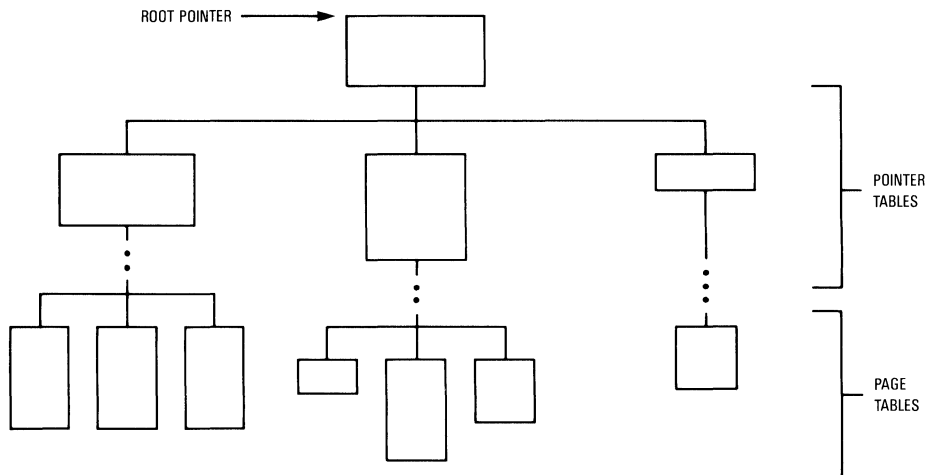 ROOT POINTER
POINTER
TABLES
PAGE
TABLES